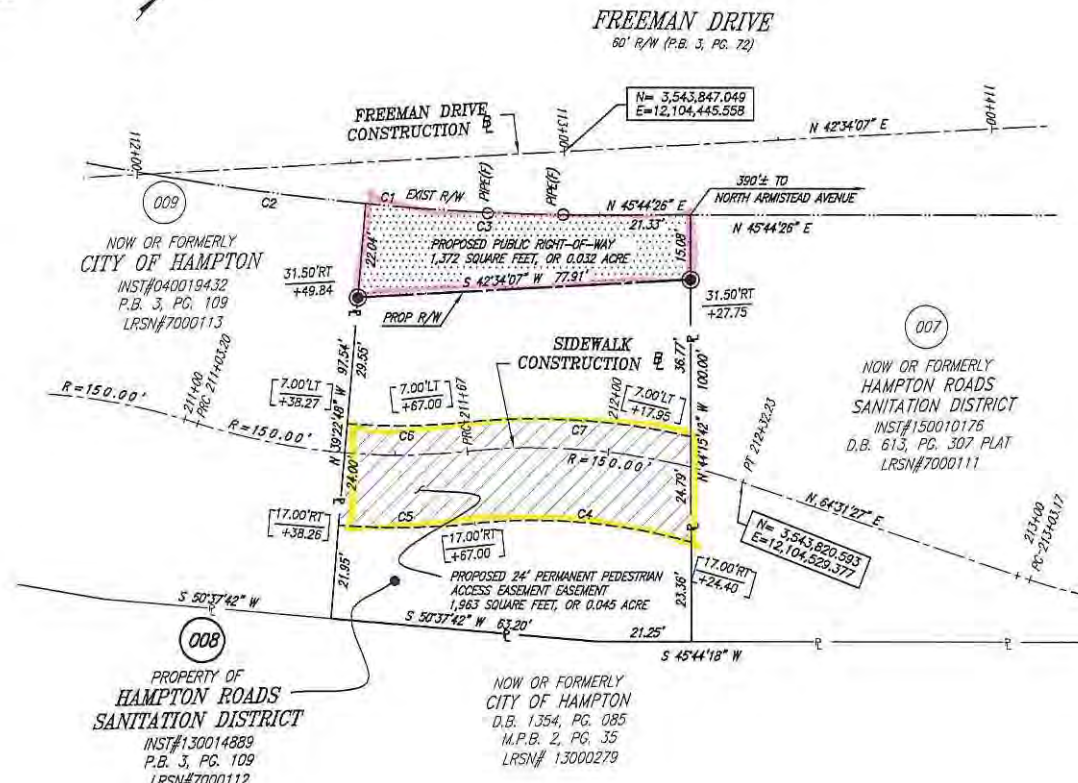 FREEMAN DRIVE
60' R/W (P.B. 3, PG. 72)
N= 3,543,847.049
E=12,104,445.558
FREEMAN DRIVE
CONSTRUCTION B
112+00
113+00
114+00
N 42'34'07" E
009
C2
C1
EXIST R/W
PIPE(F)
PIPE(F)
C3
N 45'44'26" E
21.33'
390'± TO
NORTH ARMISTEAD AVENUE
N 45'44'26" E
NOW OR FORMERLY
CITY OF HAMPTON
INST#040019432
P.B. 3, PG. 109
LRSN#7000113
22.04'
PROPOSED PUBLIC RIGHT-OF-WAY
1,372 SQUARE FEET, OR 0.032 ACRE
S 42'34'07" W 77.91'
15.08'
31.50'RT
+49.84
31.50'RT
+27.75
PROP R/W
007
NOW OR FORMERLY
HAMPTON ROADS
SANITATION DISTRICT
INST#150010176
D.B. 613, PG. 307 PLAT
LRSN#7000111
SIDEWALK
CONSTRUCTION B
N 39'22'48" W 97.54'
29.55'
36.77'
N 44'15'42" W 100.00'
R=150.00'
211+00
PRC 211+03.20
R=150.00'
7.00'LT
+38.27
7.00'LT
+67.00
PRC 211+67
212+00
7.00'LT
+17.95
C6
C7
R=150.00'
24.00'
24.79'
PT 212+32.23
N 64'31'27" E
N= 3,543,820.593
E=12,104,529.377
213+00
PC 213+03.17
17.00'RT
+38.26
C5
C4
17.00'RT
+67.00
17.00'RT
+24.40
21.95'
PROPOSED 24' PERMANENT PEDESTRIAN
ACCESS EASEMENT EASEMENT
1,963 SQUARE FEET, OR 0.045 ACRE
23.36'
S 50'37'42" W
S 50'37'42" W 63.20'
21.25'
S 45'44'18" W
008
PROPERTY OF
HAMPTON ROADS
SANITATION DISTRICT
INST#130014889
P.B. 3, PG. 109
LRSN#7000112
NOW OR FORMERLY
CITY OF HAMPTON
D.B. 1354, PG. 085
M.P.B. 2, PG. 35
LRSN# 13000279